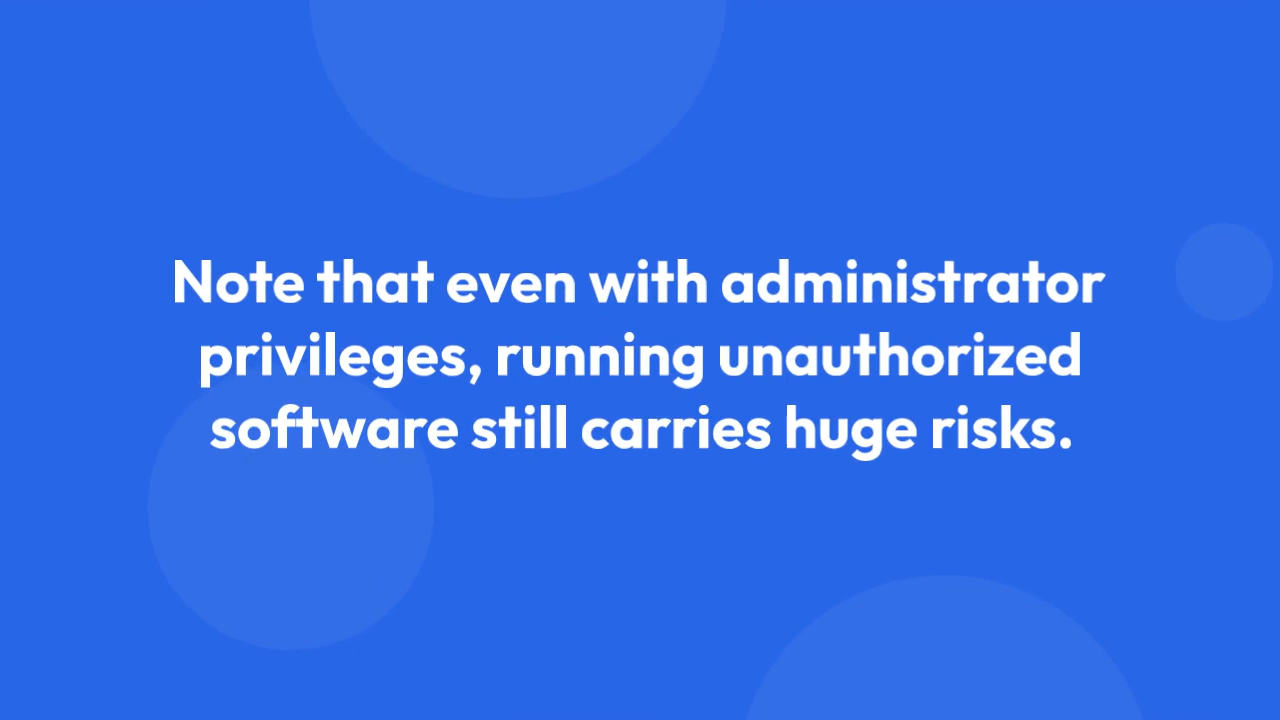 Note that even with administrator
privileges, running unauthorized
software still carries huge risks.